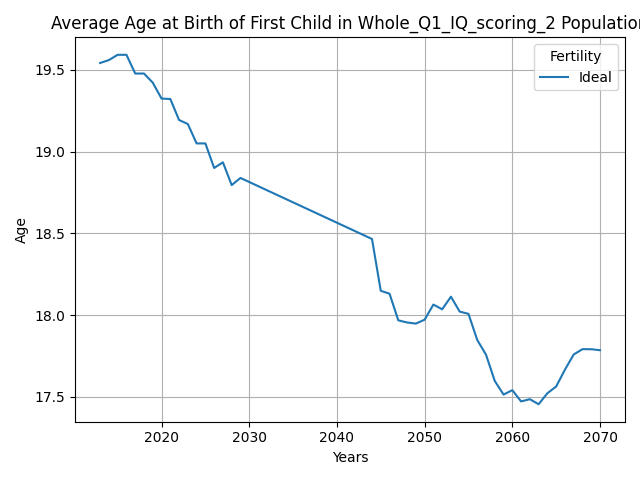 Average Age at Birth of First Child in Whole_Q1_IQ_scoring_2 Population
Fertility
Ideal
19.5
19.0
18.5
18.0
17.5
Age
2020 2030 2040 2050 2060 2070
Years